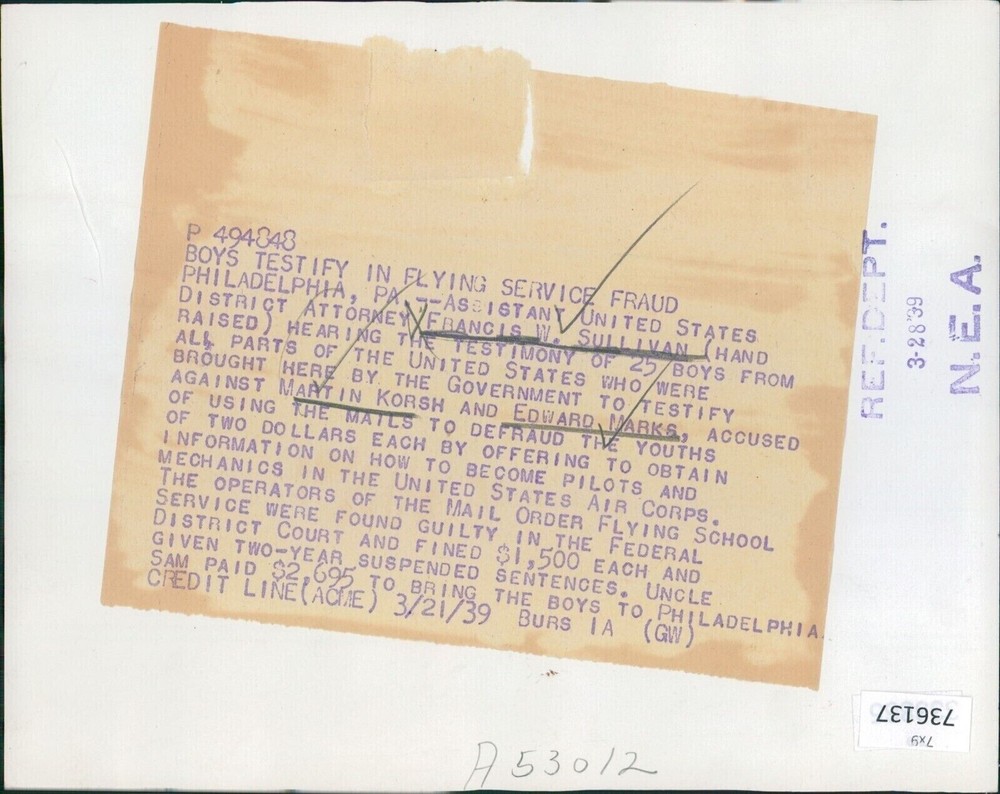 P 494848
BOYS TESTIFY IN FLYING SERVICE FRAUD
PHILADELPHIA, PA.--ASSISTANT UNITED STATES
DISTRICT ATTORNEY FRANCIS W. SULLIVAN (HAND
RAISED) HEARING THE TESTIMONY OF 25 BOYS FROM
ALL PARTS OF THE UNITED STATES WHO WERE
BROUGHT HERE BY THE GOVERNMENT TO TESTIFY
AGAINST MARTIN KORSH AND EDWARD MARKS, ACCUSED
OF USING THE MAILS TO DEFRAUD THE YOUTHS
OF TWO DOLLARS EACH BY OFFERING TO OBTAIN
INFORMATION ON HOW TO BECOME PILOTS AND
MECHANICS IN THE UNITED STATES AIR CORPS.
THE OPERATORS OF THE MAIL ORDER FLYING SCHOOL
SERVICE WERE FOUND GUILTY IN THE FEDERAL
DISTRICT COURT AND FINED $1,500 EACH AND
GIVEN TWO-YEAR SUSPENDED SENTENCES. UNCLE
SAM PAID $2,695 TO BRING THE BOYS TO PHILADELPHIA.
CREDIT LINE(ACME) 3/21/39 BURS IA (GW)
REF. DEPT.
3-28-39
N.E.A.
736137
7x9
A 53012